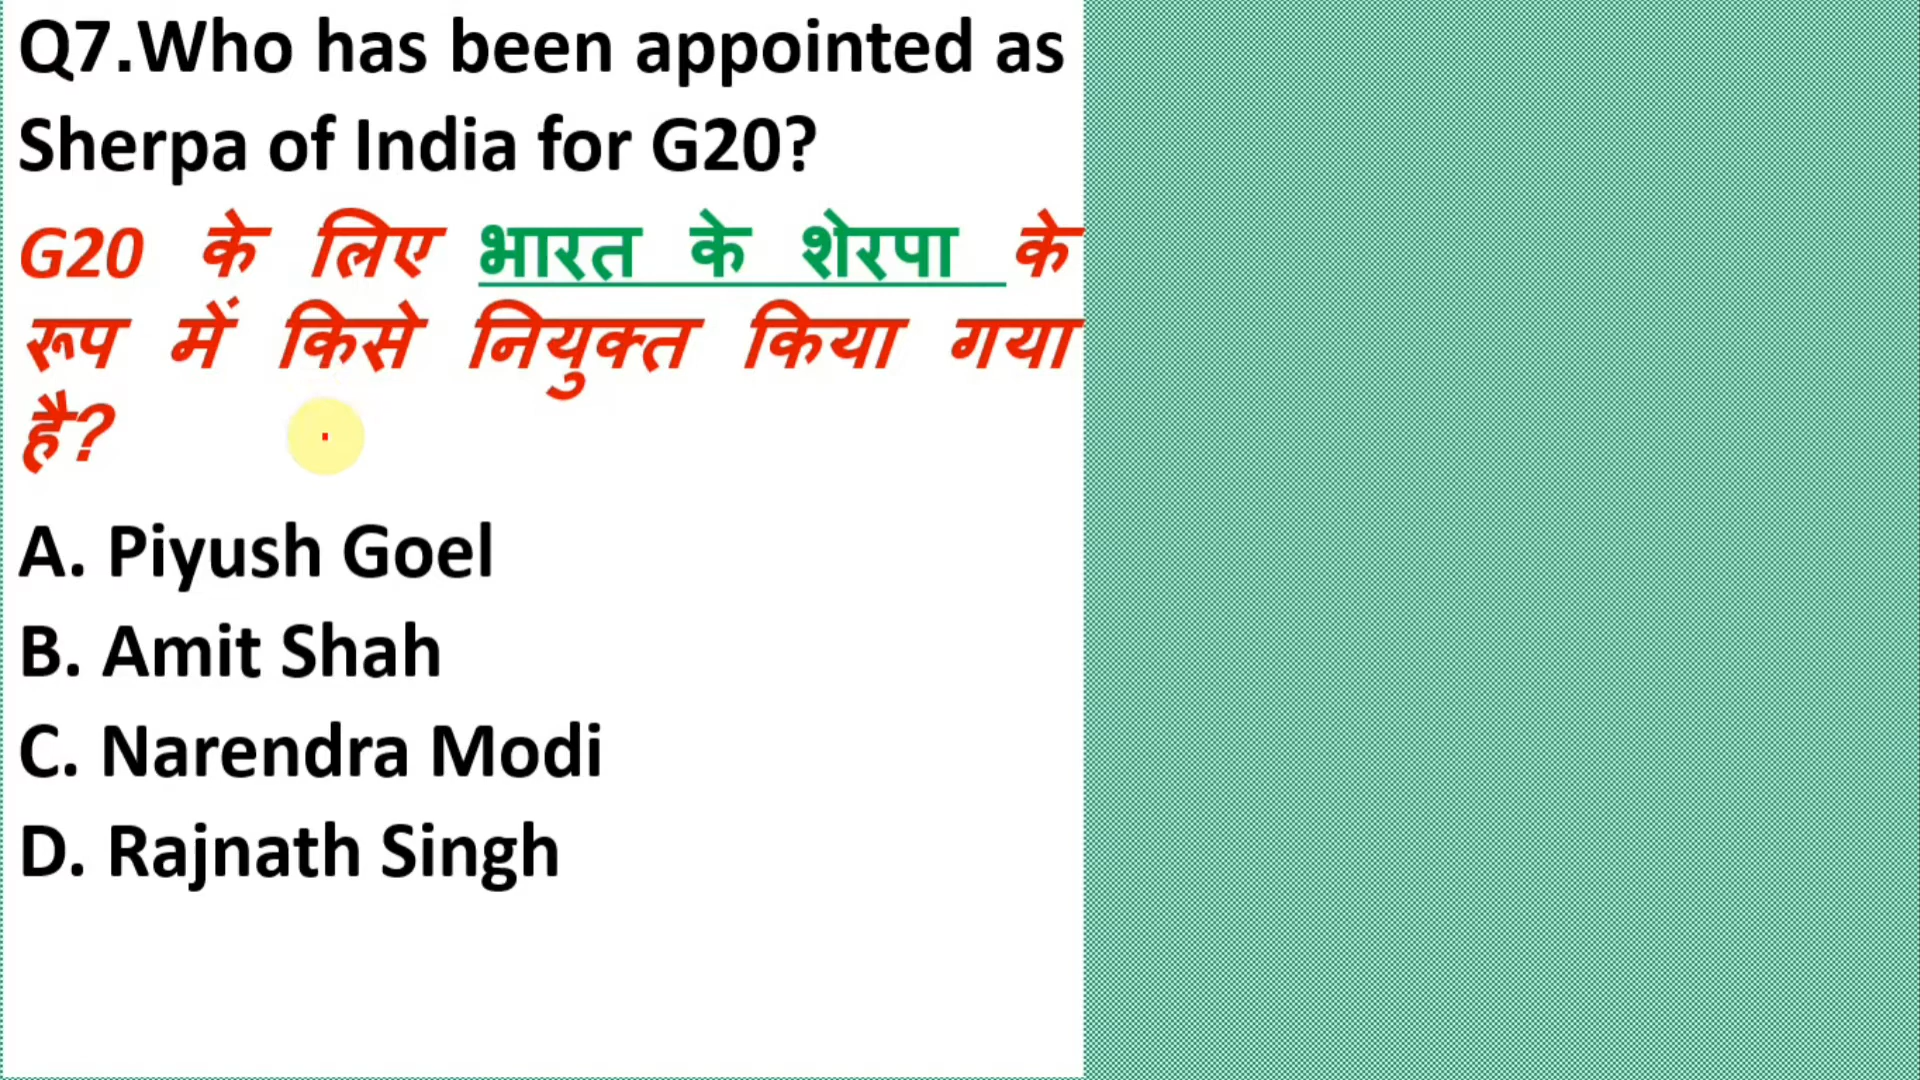 Q7.Who has been appointed as
Sherpa of India for G20?
G20 के लिए भारत के शेरपा के
रूप में किसे नियुक्त किया गया
है?
A. Piyush Goel
B. Amit Shah
C. Narendra Modi
D. Rajnath Singh